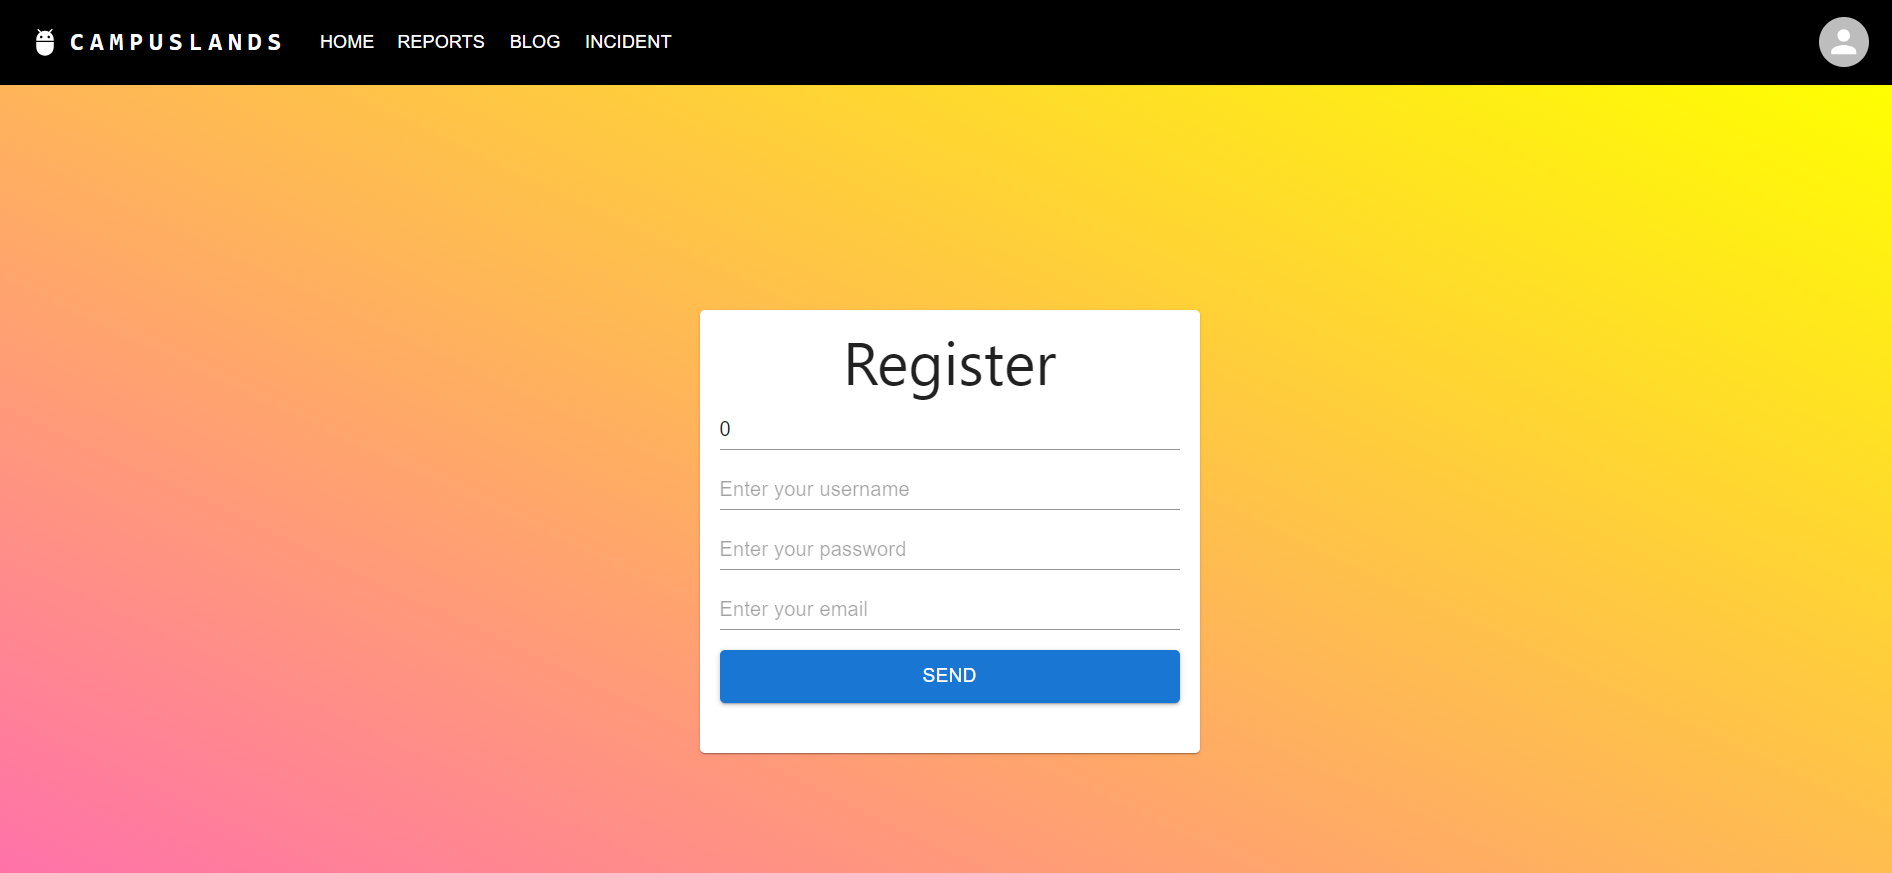 CAMPUSLANDS HOME REPORTS BLOG INCIDENT
Register
0
Enter your username
Enter your password
Enter your email
SEND